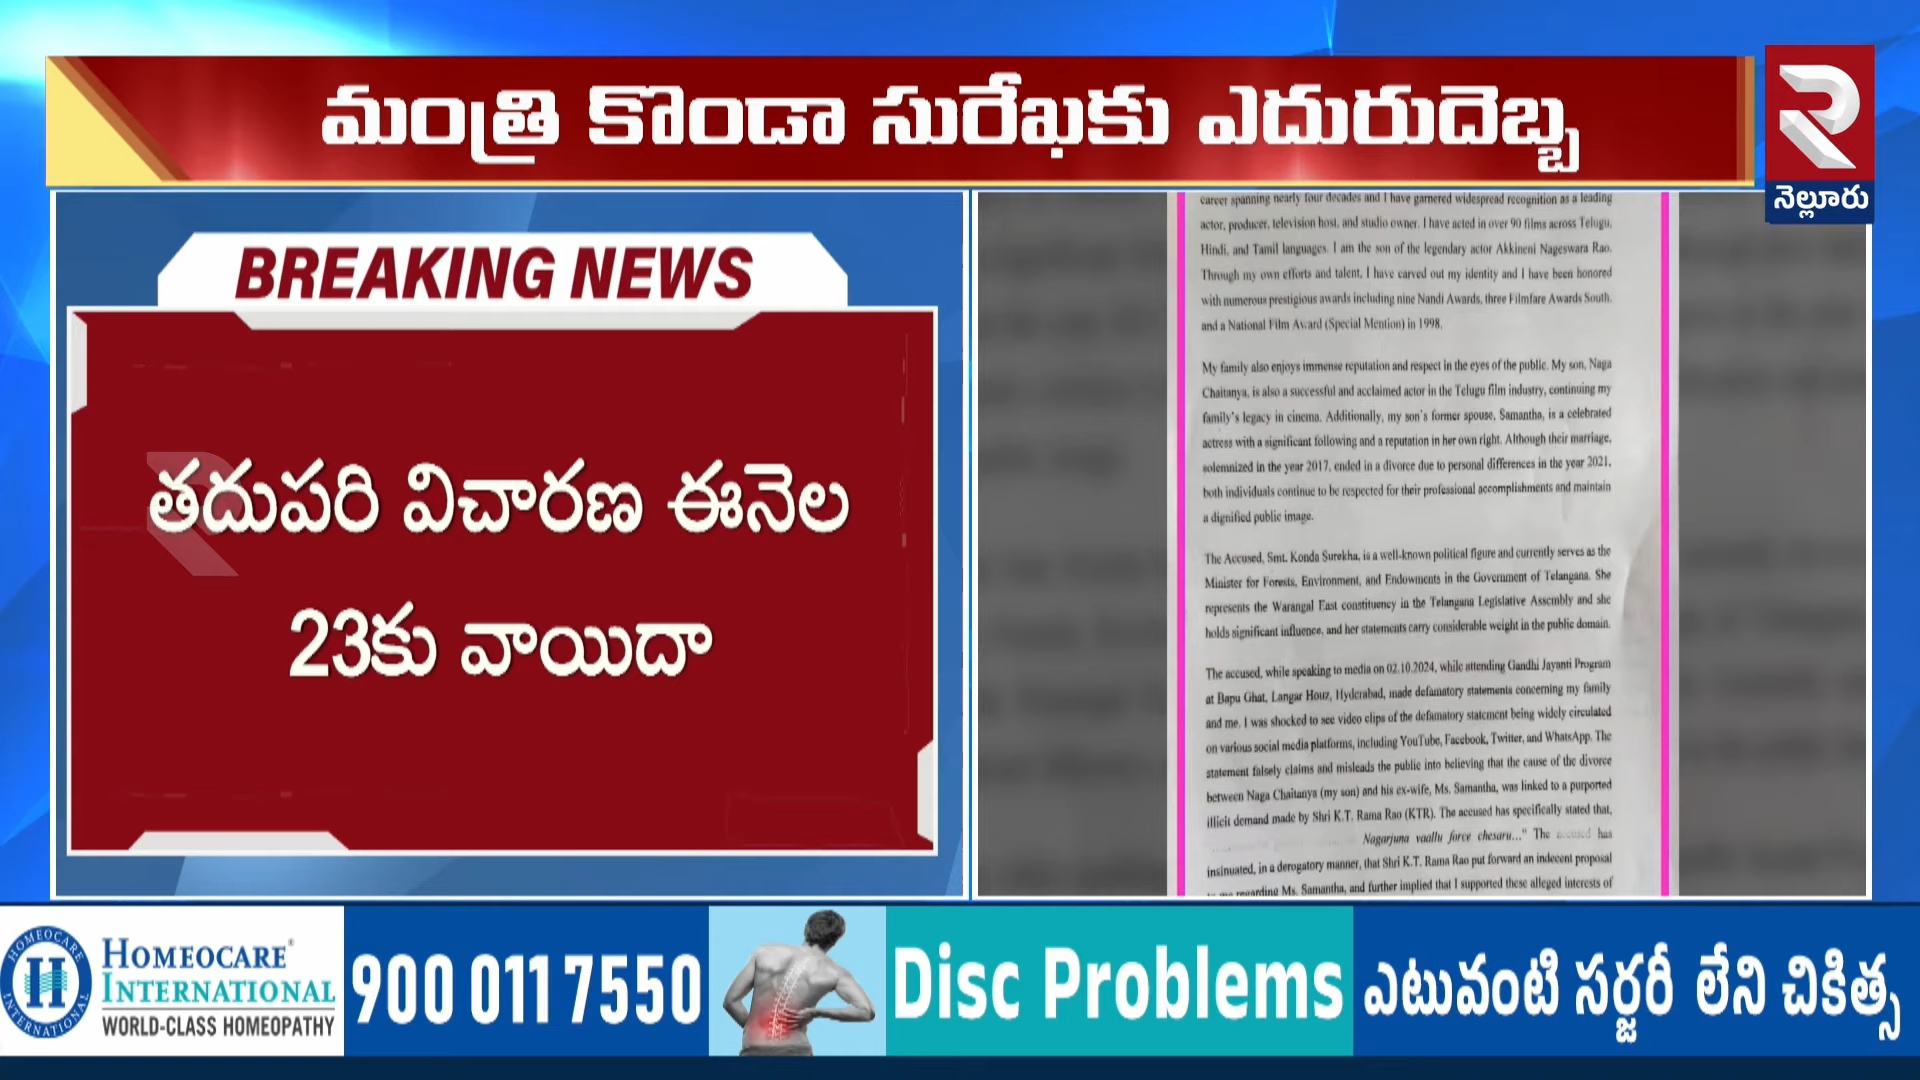 మంత్రి కొండా సురేఖకు ఎదురుదెబ్బ
R
నెల్లూరు
BREAKING NEWS
తదుపరి విచారణ ఈనెల
23కు వాయిదా
career spanning nearly four decades and I have garnered widespread recognition as a leading
actor, producer, television host, and studio owner. I have acted in over 90 films across Telugu,
Hindi, and Tamil languages. I am the son of the legendary actor Akkineni Nageswara Rao.
Through my own efforts and talent, I have carved out my identity and I have been honored
with numerous prestigious awards including nine Nandi Awards, three Filmfare Awards South,
and a National Film Award (Special Mention) in 1998.
My family also enjoys immense reputation and respect in the eyes of the public. My son, Naga
Chaitanya, is also a successful and acclaimed actor in the Telugu film industry, continuing my
family's legacy in cinema. Additionally, my son's former spouse, Samantha, is a celebrated
actress with a significant following and a reputation in her own right. Although their marriage,
solemnized in the year 2017, ended in a divorce due to personal differences in the year 2021,
both individuals continue to be respected for their professional accomplishments and maintain
a dignified public image.
The Accused, Smt. Konda Surekha, is a well-known political figure and currently serves as the
Minister for Forests, Environment, and Endowments in the Government of Telangana. She
represents the Warangal East constituency in the Telangana Legislative Assembly and she
holds significant influence, and her statements carry considerable weight in the public domain.
The accused, while speaking to media on 02.10.2024, while attending Gandhi Jayanti Program
at Bapu Ghat, Langar Houz, Hyderabad, made defamatory statements concerning my family
and me. I was shocked to see video clips of the defamatory statement being widely circulated
on various social media platforms, including YouTube, Facebook, Twitter, and WhatsApp. The
statement falsely claims and misleads the public into believing that the cause of the divorce
between Naga Chaitanya (my son) and his ex-wife, Ms. Samantha, was linked to a purported
illicit demand made by Shri K.T. Rama Rao (KTR). The accused has specifically stated that,
Nagarjuna vaallu force chesaru..." The accused has
insinuated, in a derogatory manner, that Shri K.T. Rama Rao put forward an indecent proposal
regarding Ms. Samantha, and further implied that I supported these alleged interests of
HOMEOCARE INTERNATIONAL
HOMEOCARE®
INTERNATIONAL
WORLD-CLASS HOMEOPATHY
900 011 7550
Disc Problems
ఎటువంటి సర్జరీ లేని చికిత్స